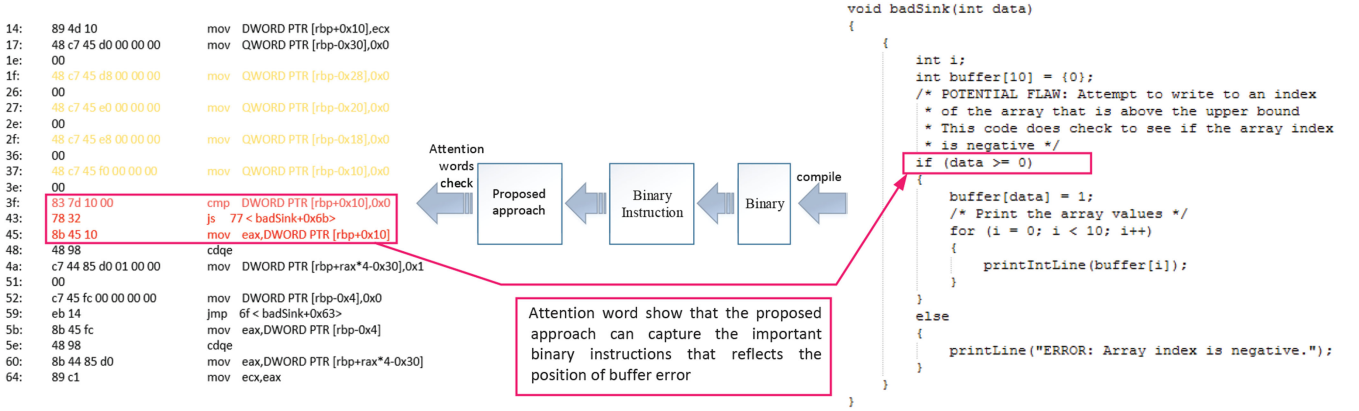 14: 89 4d 10 mov DWORD PTR [rbp+0x10],ecx
17: 48 c7 45 d0 00 00 00 mov QWORD PTR [rbp-0x30],0x0
1e: 00
1f: 48 c7 45 d8 00 00 00 mov QWORD PTR [rbp-0x28],0x0
26: 00
27: 48 c7 45 e0 00 00 00 mov QWORD PTR [rbp-0x20],0x0
2e: 00
2f: 48 c7 45 e8 00 00 00 mov QWORD PTR [rbp-0x18],0x0
36: 00
37: 48 c7 45 f0 00 00 00 mov QWORD PTR [rbp-0x10],0x0
3e: 00
3f: 83 7d 10 00 cmp DWORD PTR [rbp+0x10],0x0
43: 78 32 js 77 < badSink+0x6b>
45: 8b 45 10 mov eax,DWORD PTR [rbp+0x10]
48: 48 98 cdqe
4a: c7 44 85 d0 01 00 00 mov DWORD PTR [rbp+rax*4-0x30],0x1
51: 00
52: c7 45 fc 00 00 00 00 mov DWORD PTR [rbp-0x4],0x0
59: eb 14 jmp 6f < badSink+0x63>
5b: 8b 45 fc mov eax,DWORD PTR [rbp-0x4]
5e: 48 98 cdqe
60: 8b 44 85 d0 mov eax,DWORD PTR [rbp+rax*4-0x30]
64: 89 c1 mov ecx,eax
Attention
words
check
Proposed
approach
Binary
Instruction
Binary
compile
Attention word show that the proposed
approach can capture the important
binary instructions that reflects the
position of buffer error
void badSink(int data)
{
{
int i;
int buffer[10] = {0};
/* POTENTIAL FLAW: Attempt to write to an index
* of the array that is above the upper bound
* This code does check to see if the array index
* is negative */
if (data >= 0)
{
buffer[data] = 1;
/* Print the array values */
for (i = 0; i < 10; i++)
{
printIntLine(buffer[i]);
}
}
else
{
printLine("ERROR: Array index is negative.");
}
}
}